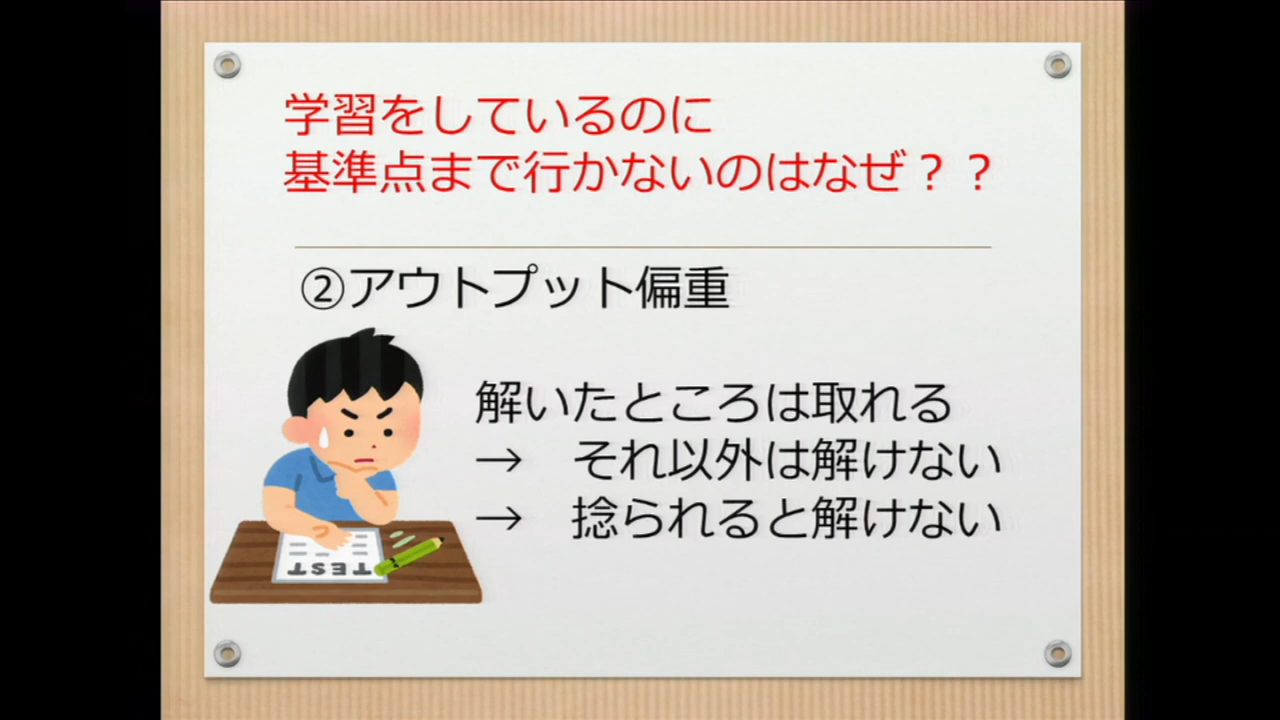 学習をしているのに
基準点まで行かないのはなぜ？？
②アウトプット偏重
解いたところは取れる
→　それ以外は解けない
→　捻られると解けない
TEST